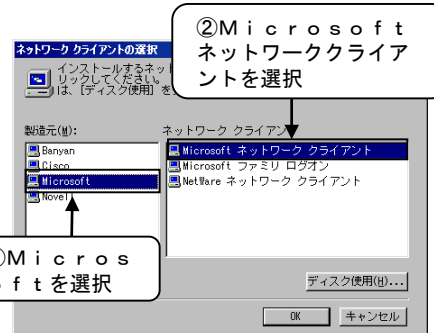 ②Ｍｉｃｒｏｓｏｆｔ
ネットワーククライア
ントを選択
ネットワーク クライアントの選択
インストールするネッ
リックしてください。
は、[ディスク使用] を
製造元(M):
ネットワーク クライアン
Banyan
Cisco
Microsoft
Novel
Microsoft ネットワーク クライアント
Microsoft ファミリ ログオン
NetWare ネットワーク クライアント
Ｍｉｃｒｏｓ
ｏｆｔを選択
ディスク使用(H)...
OK
キャンセル